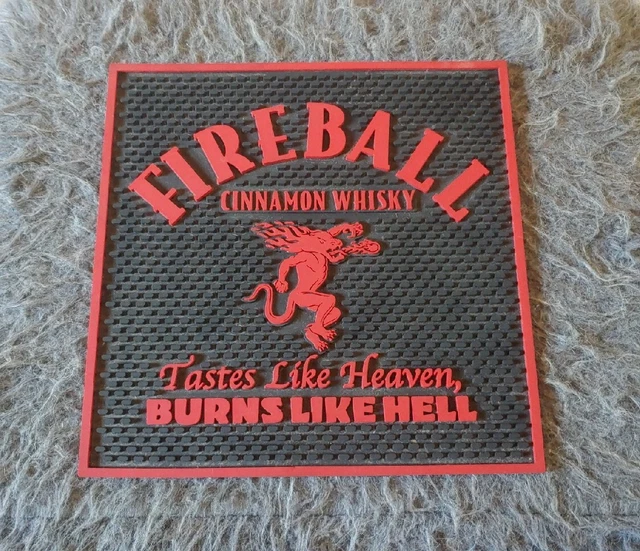 FIREBALL
CINNAMON WHISKY
Tastes Like Heaven,
BURNS LIKE HELL